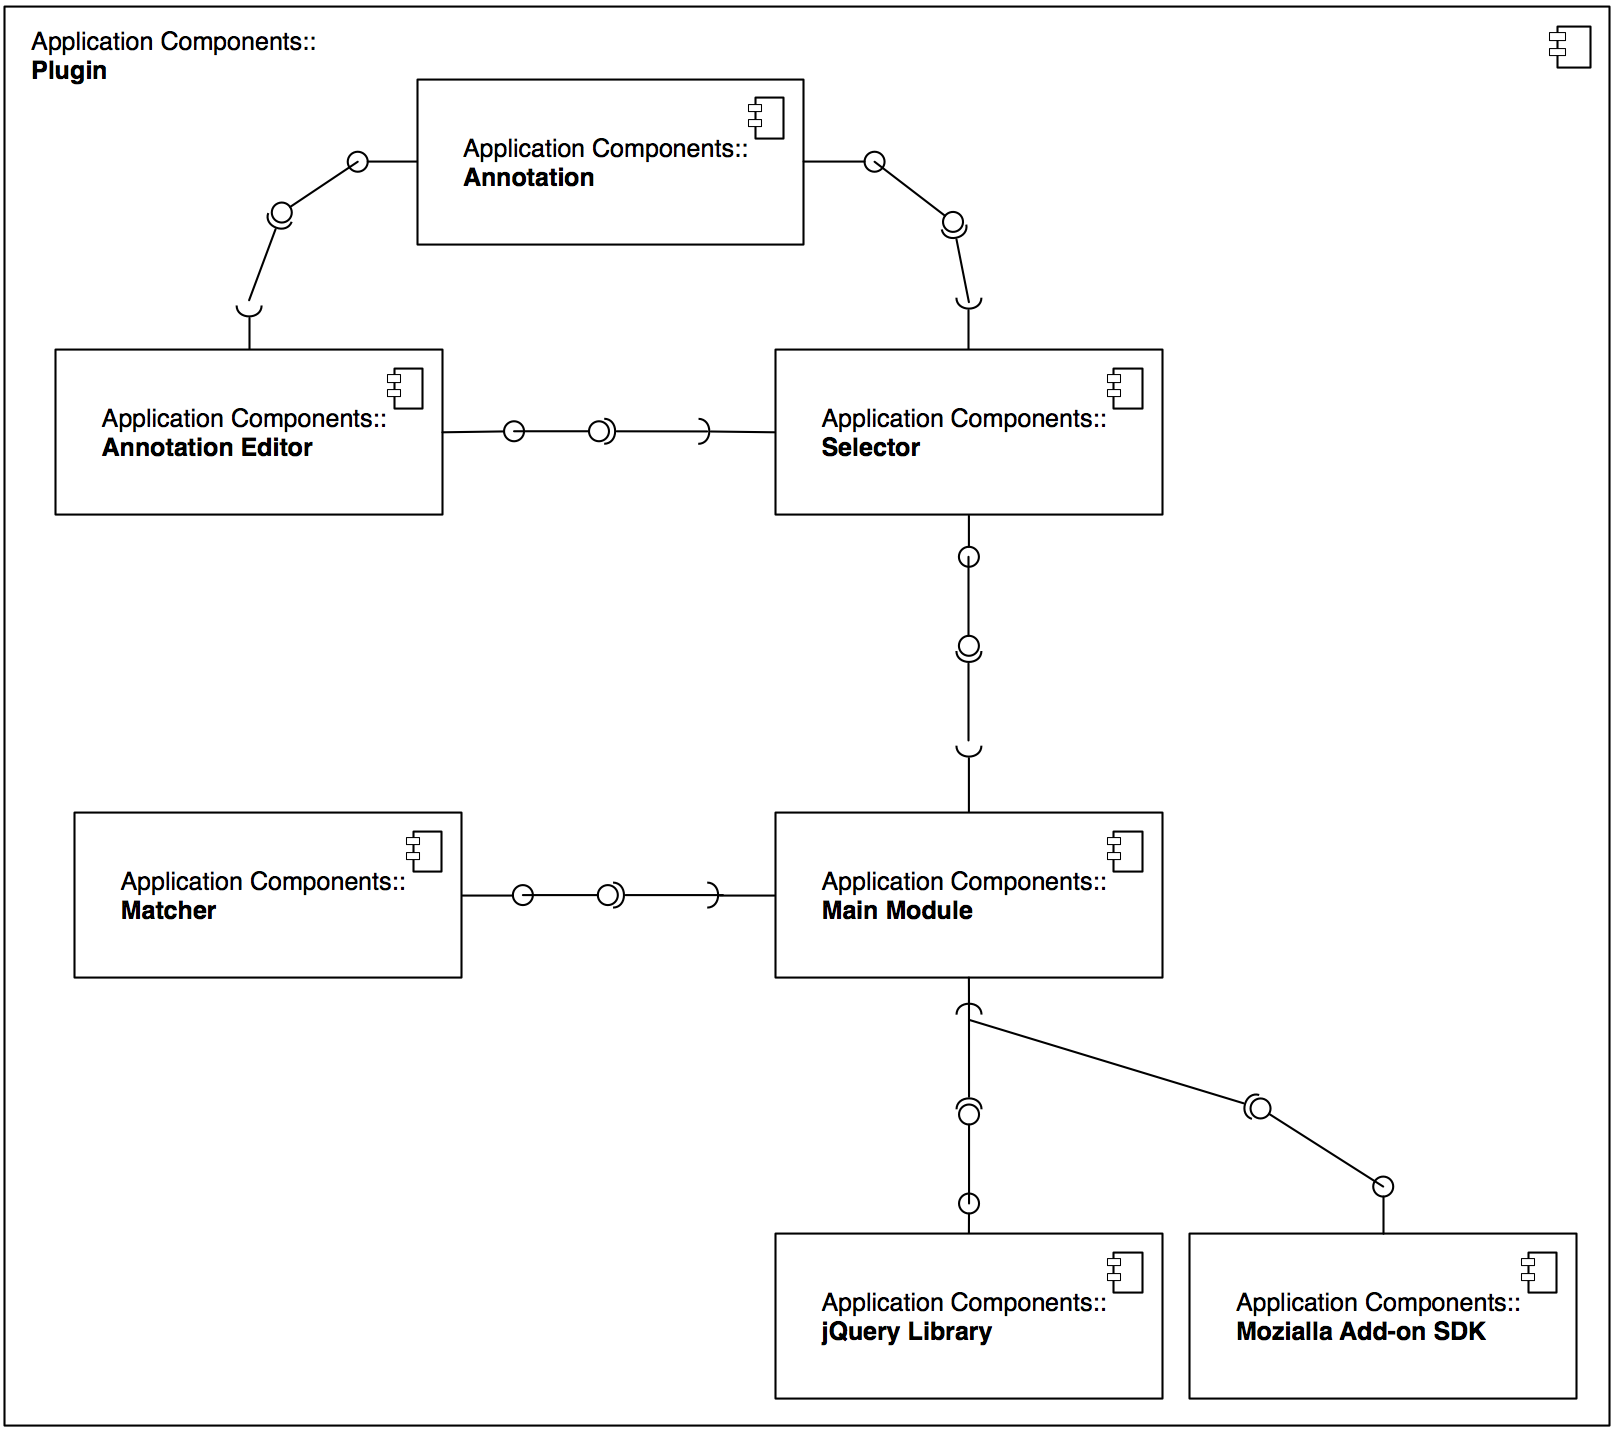 Application Components::
Plugin
Application Components::
Annotation
Application Components::
Annotation Editor
Application Components::
Selector
Application Components::
Matcher
Application Components::
Main Module
Application Components::
jQuery Library
Application Components::
Mozialla Add-on SDK